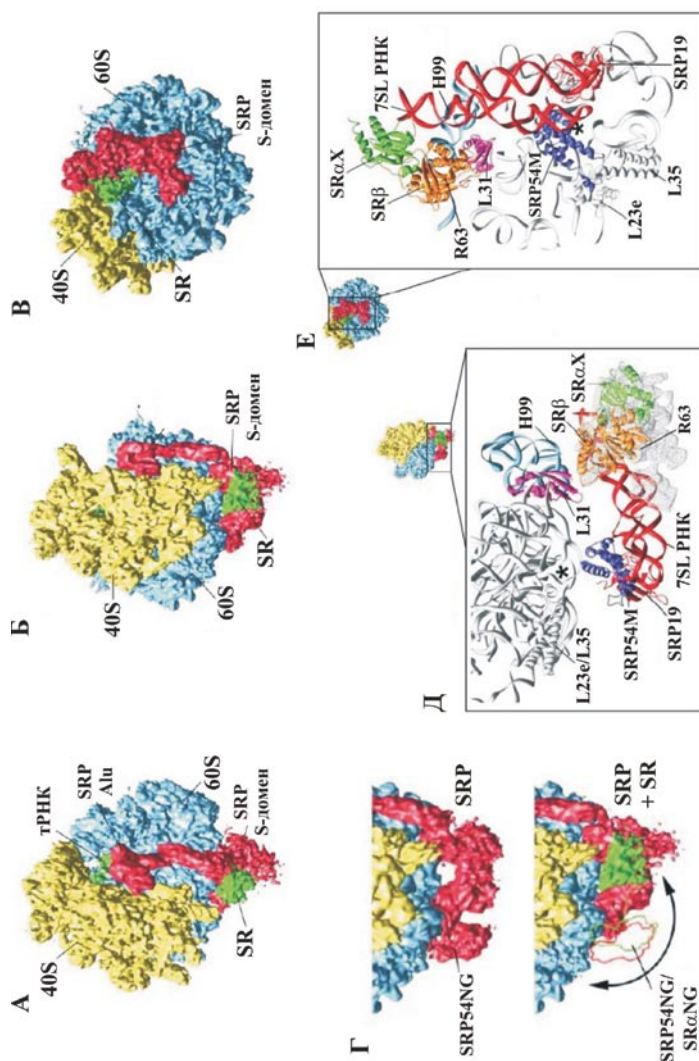 А
40S
тРНК
SRP
Alu
60S
SRP
S-домен
SR
Б
40S
60S
SRP
S-домен
SR
В
40S
60S
SRP
S-домен
SR
Г
SRP54NG
SRP
SRP
+ SR
SRP54NG/
SRαNG
Д
H99
SRβ
SRαX
L31
*
L23e/L35
R63
SRP54M
SRP19
7SL РНК
Е
SRαX
7SL РНК
SRβ
H99
L31
R63
SRP54M
*
SRP19
L23e
L35